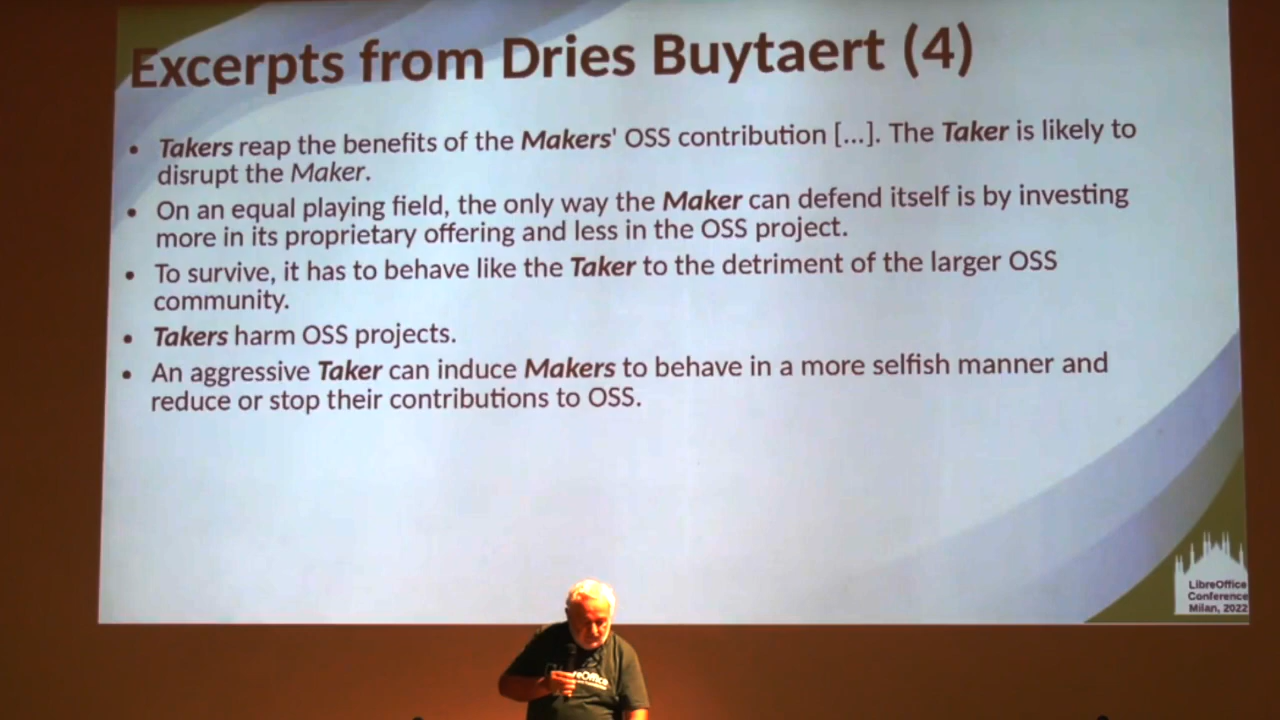 Excerpts from Dries Buytaert (4)
• Takers reap the benefits of the Makers' OSS contribution [...]. The Taker is likely to
disrupt the Maker.
• On an equal playing field, the only way the Maker can defend itself is by investing
more in its proprietary offering and less in the OSS project.
• To survive, it has to behave like the Taker to the detriment of the larger OSS
community.
• Takers harm OSS projects.
• An aggressive Taker can induce Makers to behave in a more selfish manner and
reduce or stop their contributions to OSS.
LibreOffice
Conference
Milan, 2022